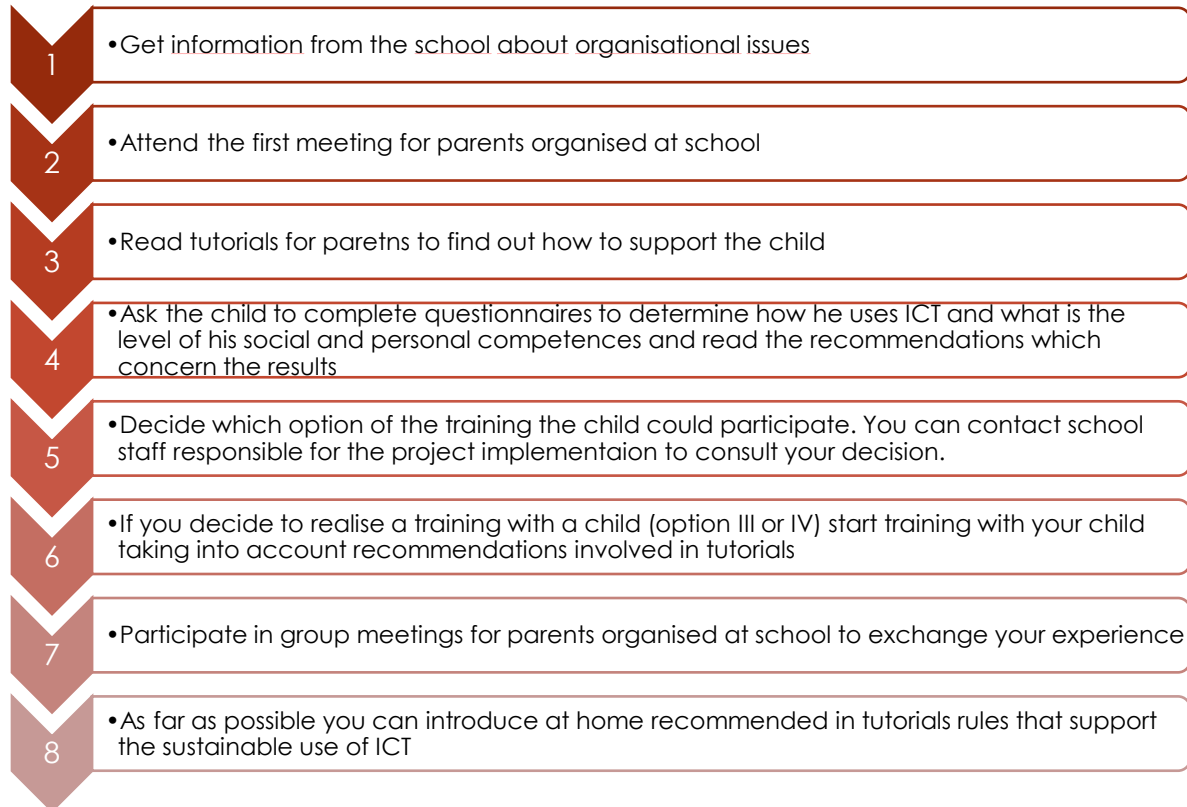 1
•Get information from the school about organisational issues
2
•Attend the first meeting for parents organised at school
3
•Read tutorials for paretns to find out how to support the child
4
•Ask the child to complete questionnaires to determine how he uses ICT and what is the
level of his social and personal competences and read the recommendations which
concern the results
5
•Decide which option of the training the child could participate. You can contact school
staff responsible for the project implementaion to consult your decision.
6
•If you decide to realise a training with a child (option III or IV) start training with your child
taking into account recommendations involved in tutorials
7
•Participate in group meetings for parents organised at school to exchange your experience
8
•As far as possible you can introduce at home recommended in tutorials rules that support
the sustainable use of ICT